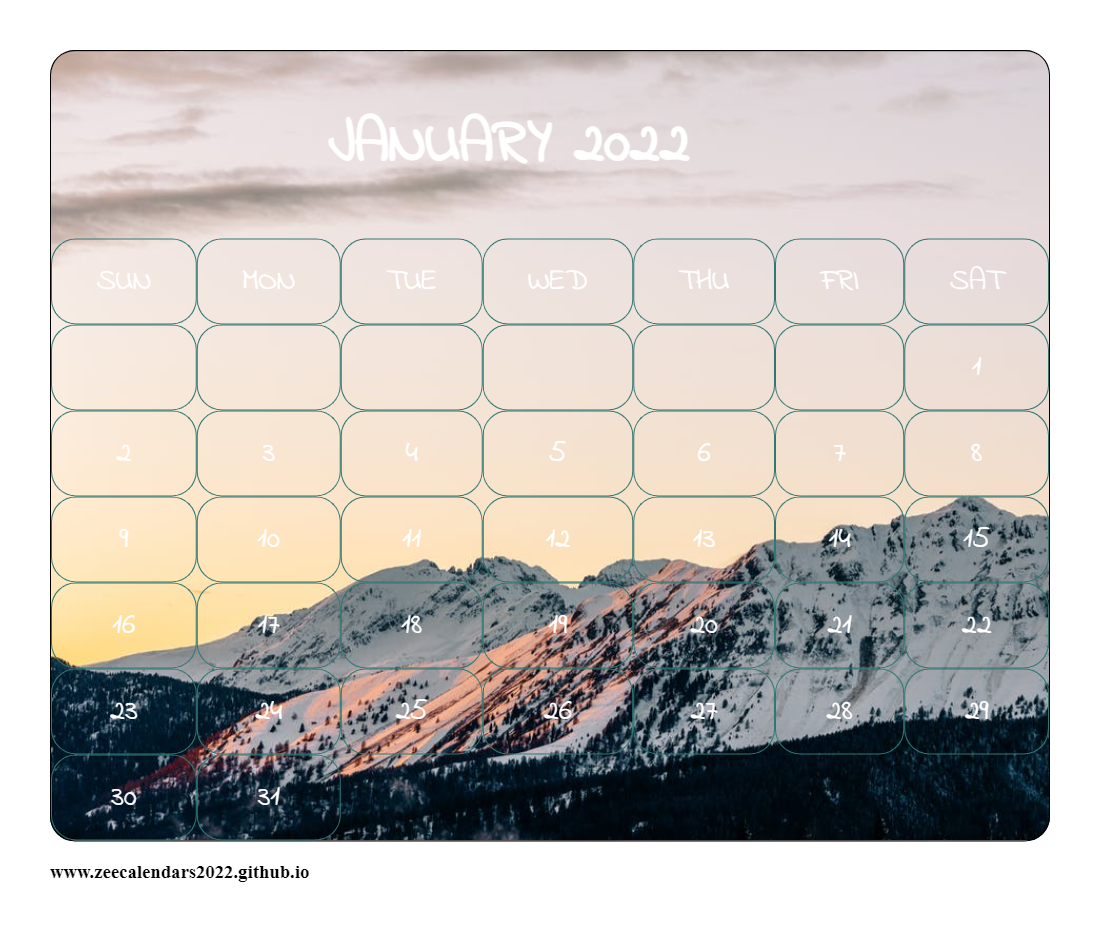 JANUARY 2022
SUN MON TUE WED THU FRI SAT
1
2 3 4 5 6 7 8
9 10 11 12 13 14 15
16 17 18 19 20 21 22
23 24 25 26 27 28 29
30 31
www.zeecalendars2022.github.io